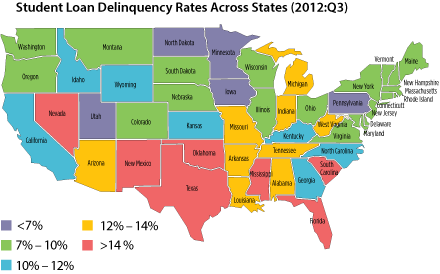 Student Loan Delinquency Rates Across States (2012:Q3)
Washington
Montana
North Dakota
Minnesota
Vermont
Maine
Oregon
Idaho
Wyoming
South Dakota
Wisconsin
Michigan
New York
New Hampshire
Massachusetts
Rhode Island
Connecticut
New Jersey
Delaware
Maryland
Nevada
Utah
Colorado
Nebraska
Iowa
Illinois
Indiana
Ohio
Pennsylvania
West Virginia
Virginia
California
Kansas
Missouri
Kentucky
North Carolina
Tennessee
Arizona
New Mexico
Oklahoma
Arkansas
South
Carolina
Texas
Louisiana
Mississippi
Alabama
Georgia
Florida
<7%
12% – 14%
7% – 10%
>14 %
10% – 12%